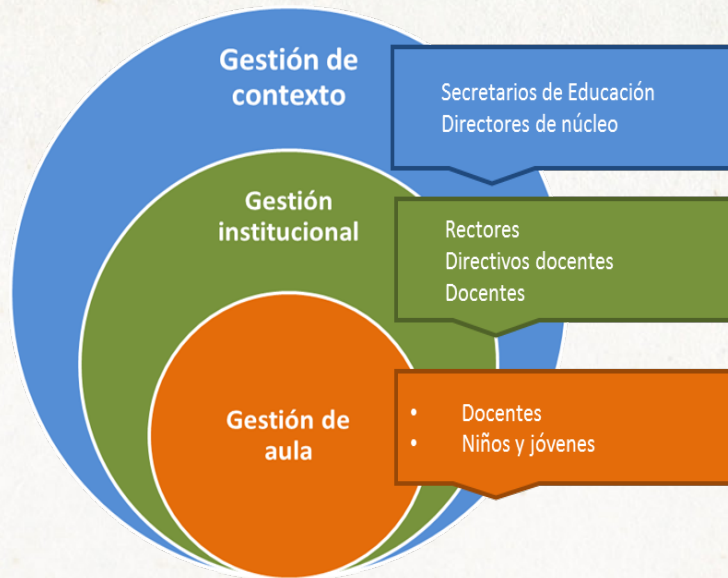 Gestión de
contexto
Secretarios de Educación
Directores de núcleo
Gestión
institucional
Rectores
Directivos docentes
Docentes
Gestión de
aula
• Docentes
• Niños y jóvenes